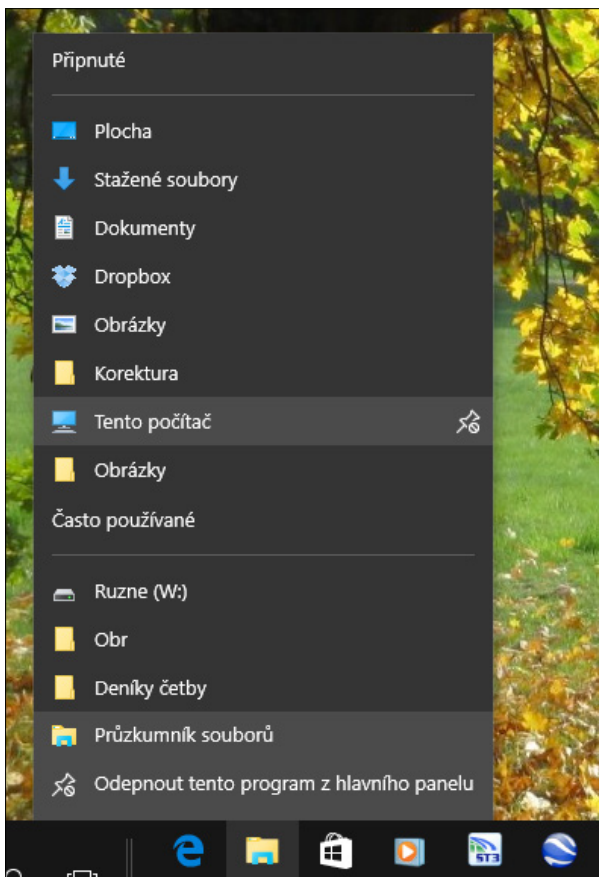 Připnuté
Plocha
Stažené soubory
Dokumenty
Dropbox
Obrázky
Korektura
Tento počítač
Obrázky
Často používané
Ruzne (W:)
Obr
Deníky četby
Průzkumník souborů
Odepnout tento program z hlavního panelu
ST3